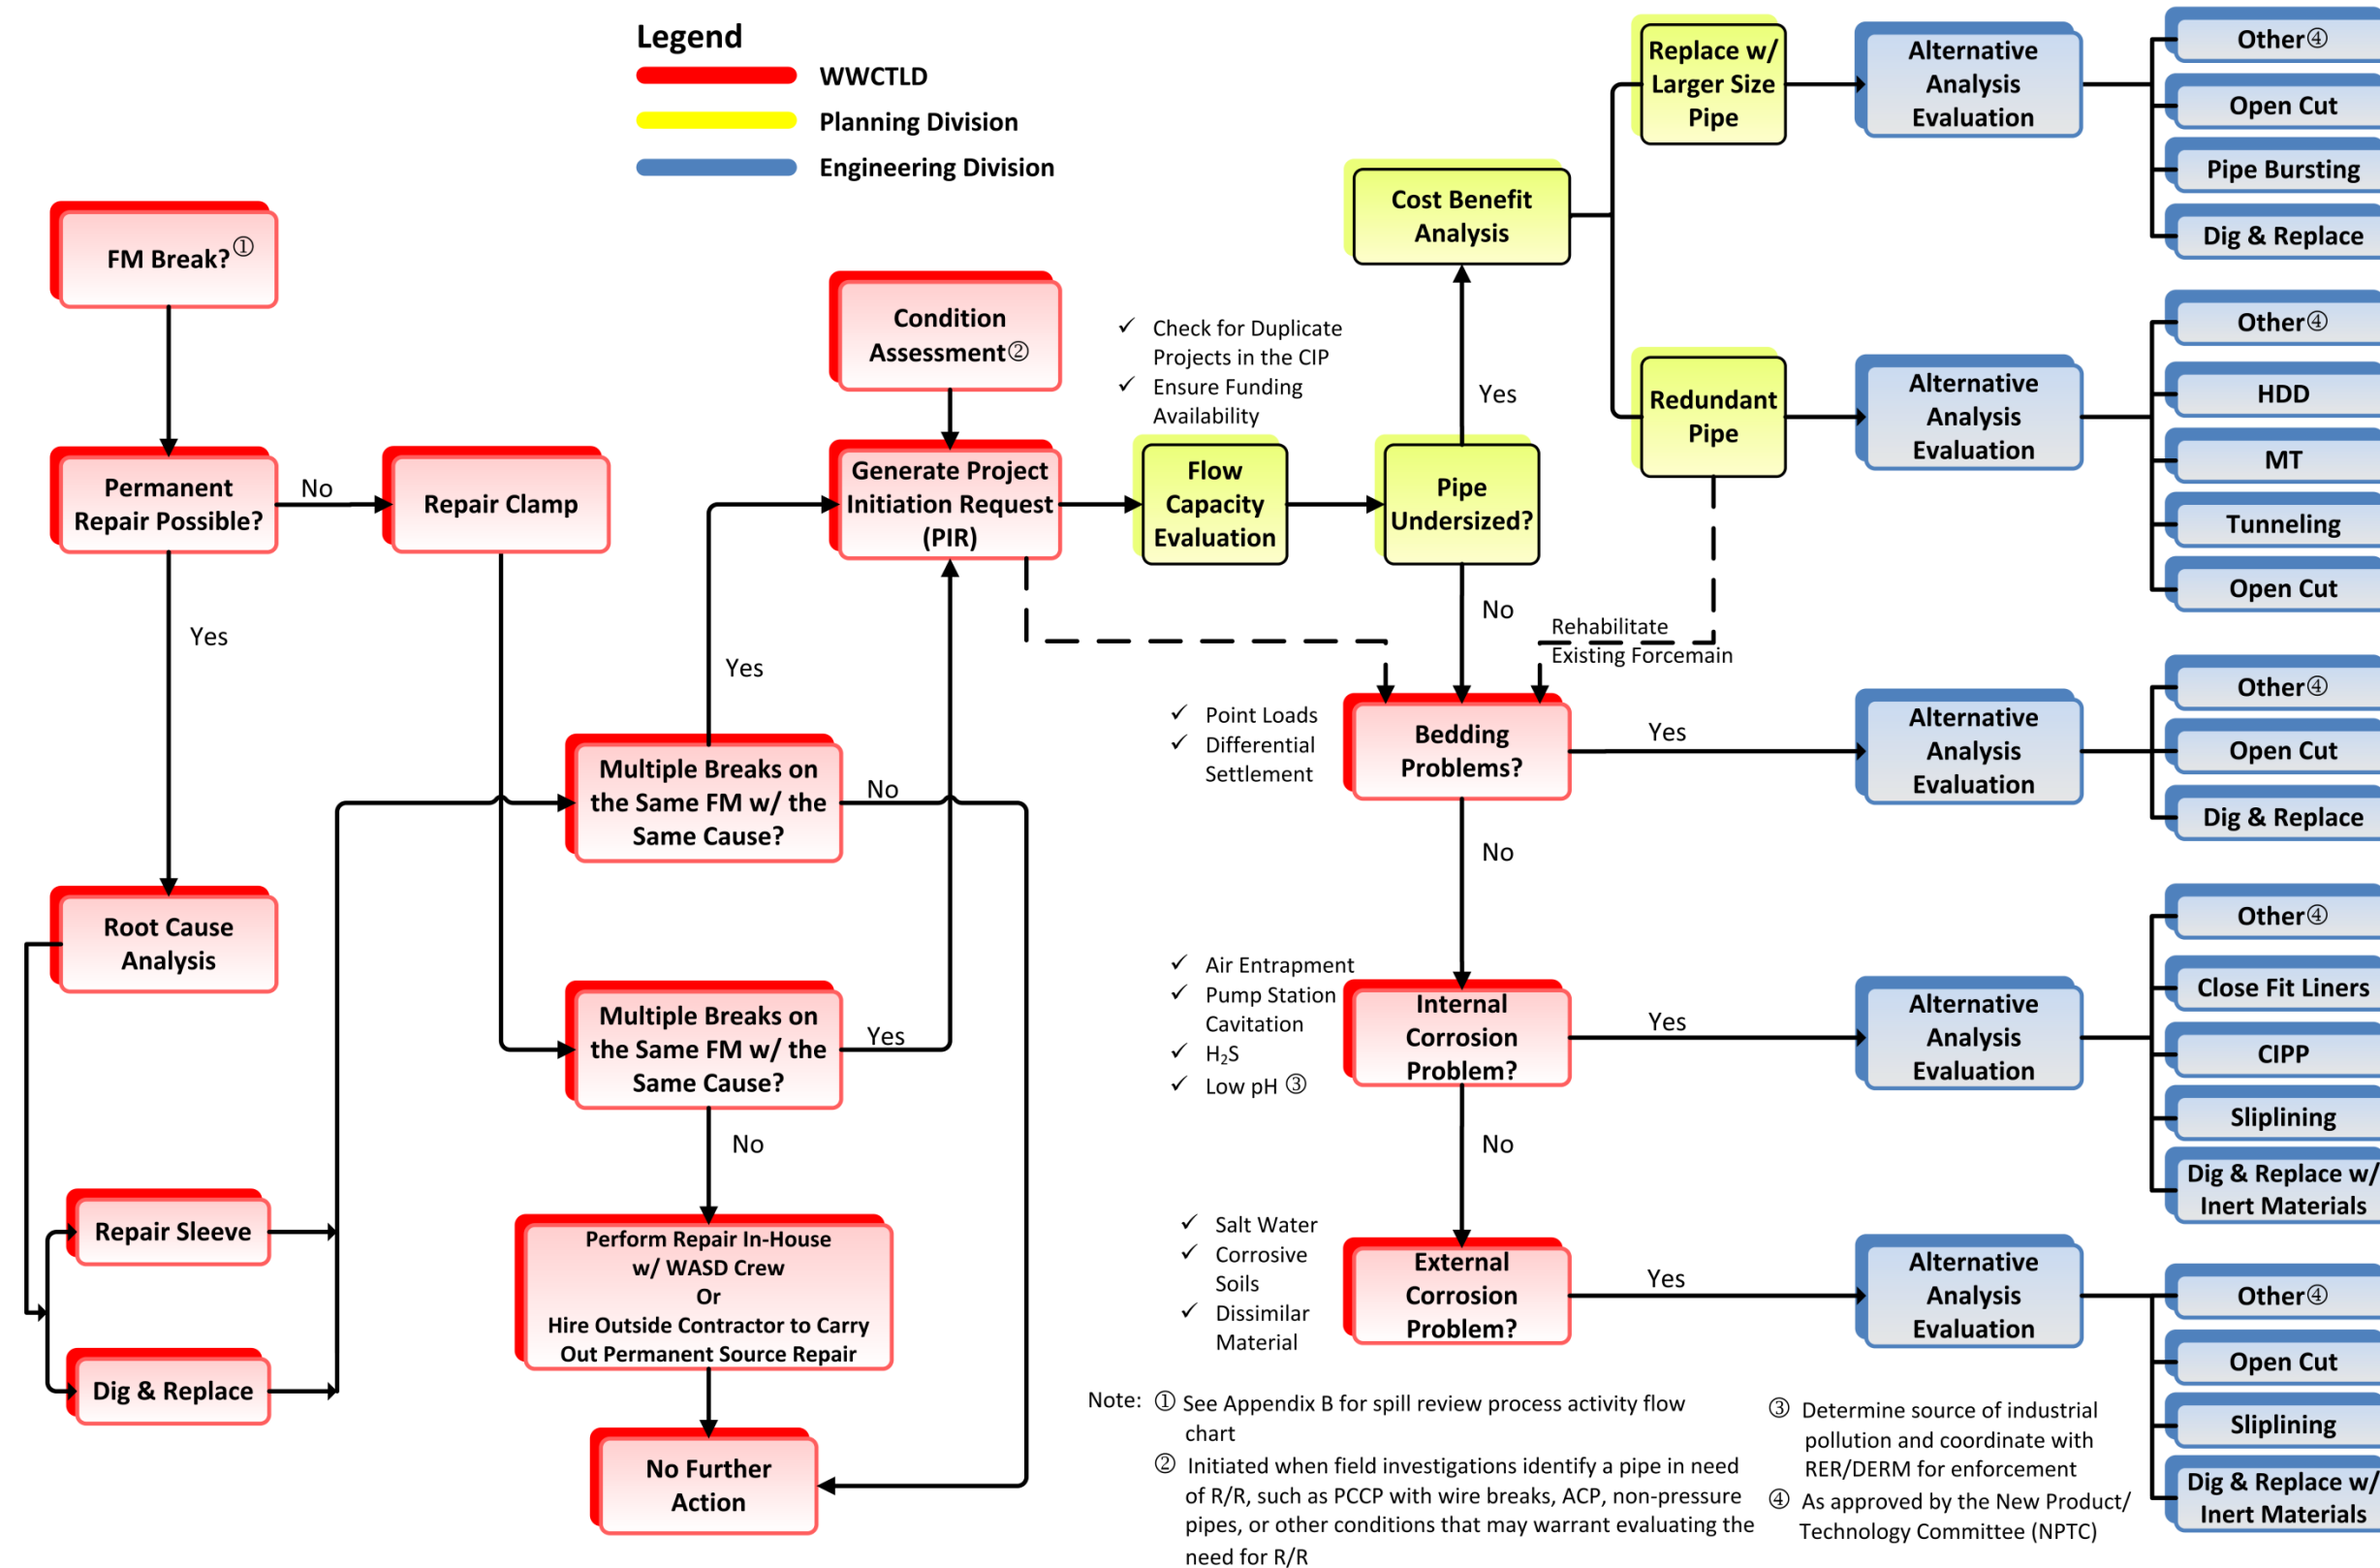 Legend
WWCTLD
Planning Division
Engineering Division
FM Break?①
Permanent
Repair Possible?
No
Yes
Repair Clamp
Root Cause
Analysis
Repair Sleeve
Dig & Replace
Multiple Breaks on
the Same FM w/ the
Same Cause?
Yes
No
Multiple Breaks on
the Same FM w/ the
Same Cause?
Yes
No
Perform Repair In-House
w/ WASD Crew
Or
Hire Outside Contractor to Carry
Out Permanent Source Repair
No Further
Action
Condition
Assessment②
Generate Project
Initiation Request
(PIR)
✓ Check for Duplicate
Projects in the CIP
✓ Ensure Funding
Availability
Flow
Capacity
Evaluation
Pipe
Undersized?
Yes
No
Cost Benefit
Analysis
Replace w/
Larger Size
Pipe
Alternative
Analysis
Evaluation
Other④
Open Cut
Pipe Bursting
Dig & Replace
Redundant
Pipe
Alternative
Analysis
Evaluation
Other④
HDD
MT
Tunneling
Open Cut
Rehabilitate
Existing Forcemain
✓ Point Loads
✓ Differential
Settlement
Bedding
Problems?
Yes
No
Alternative
Analysis
Evaluation
Other④
Open Cut
Dig & Replace
✓ Air Entrapment
✓ Pump Station
Cavitation
✓ H₂S
✓ Low pH ③
Internal
Corrosion
Problem?
Yes
No
Alternative
Analysis
Evaluation
Other④
Close Fit Liners
CIPP
Sliplining
Dig & Replace w/
Inert Materials
✓ Salt Water
✓ Corrosive
Soils
✓ Dissimilar
Material
External
Corrosion
Problem?
Yes
Alternative
Analysis
Evaluation
Other④
Open Cut
Sliplining
Dig & Replace w/
Inert Materials
Note: ① See Appendix B for spill review process activity flow
chart
② Initiated when field investigations identify a pipe in need
of R/R, such as PCCP with wire breaks, ACP, non-pressure
pipes, or other conditions that may warrant evaluating the
need for R/R
③ Determine source of industrial
pollution and coordinate with
RER/DERM for enforcement
④ As approved by the New Product/
Technology Committee (NPTC)